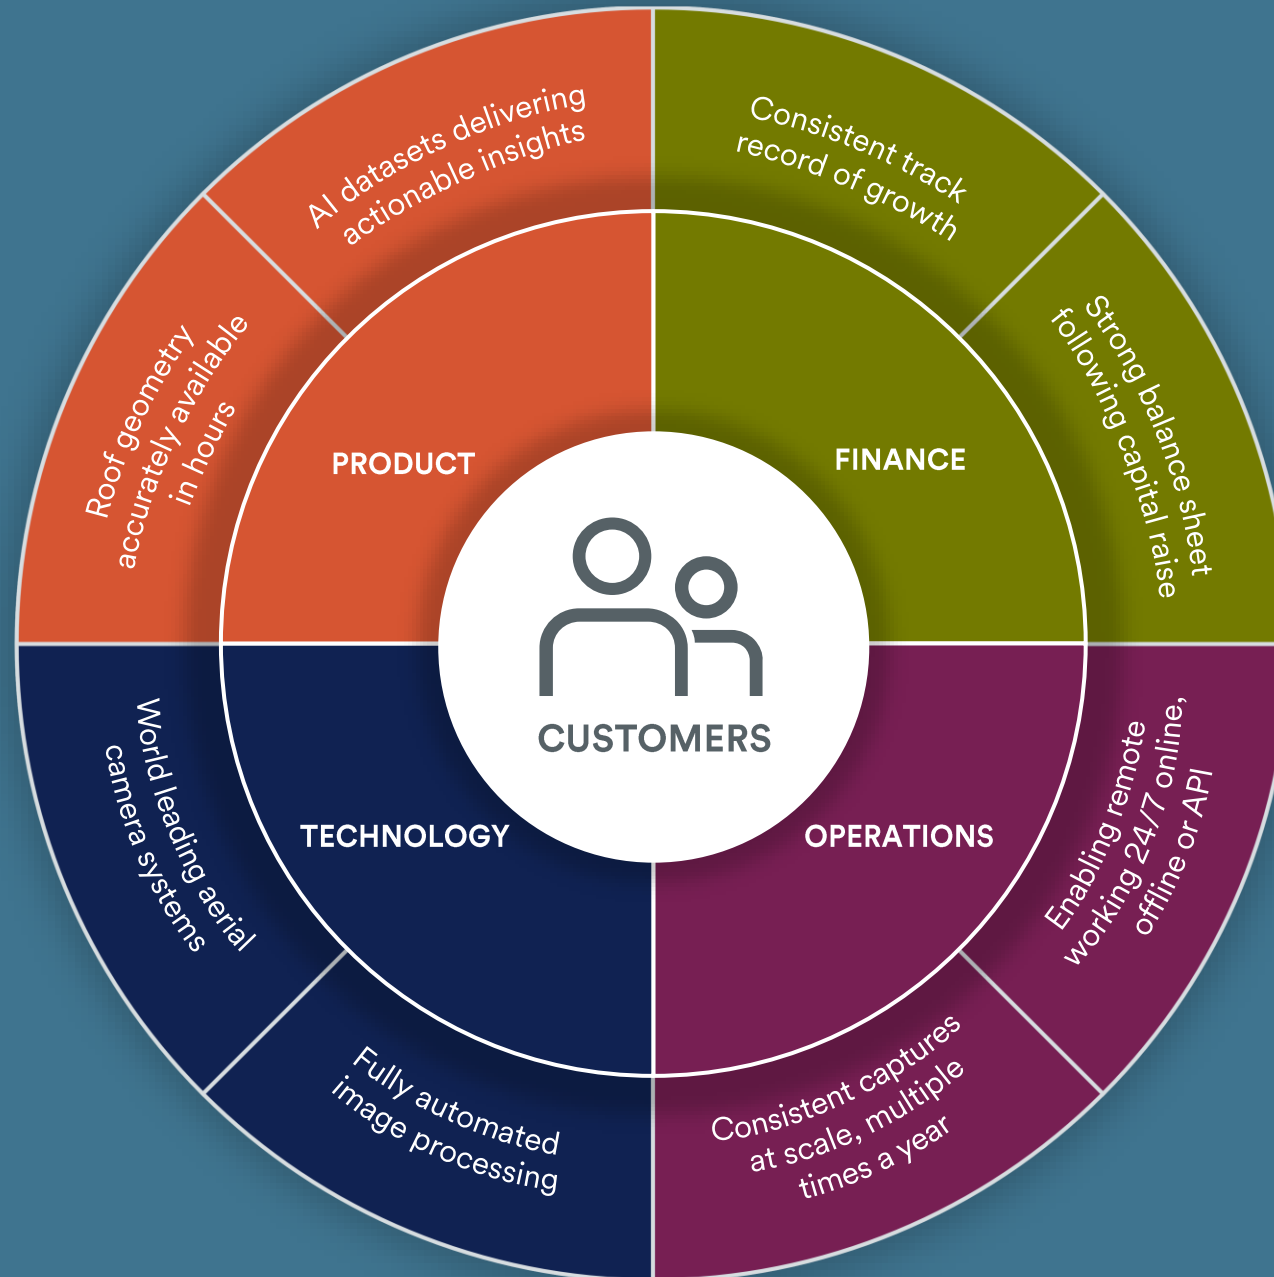 AI datasets delivering
actionable insights
Consistent track
record of growth
Roof geometry
accurately available
in hours
Strong balance sheet
following capital raise
PRODUCT
FINANCE
CUSTOMERS
TECHNOLOGY
OPERATIONS
World leading aerial
camera systems
Enabling remote
working 24/7 online,
offline or API
Fully automated
image processing
Consistent captures
at scale, multiple
times a year